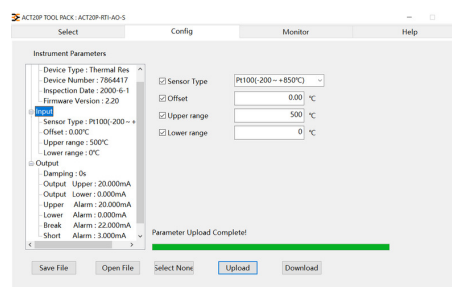 ACT20P TOOL PACK : ACT20P-RTI-AO-S
Select Config Monitor Help
Instrument Parameters
Device Type : Thermal Res
Device Number : 7864417
Inspection Date : 2000-6-1
Firmware Version : 2.20
Input
Sensor Type : Pt100(-200 ~ +
Offset : 0.00℃
Upper range : 500℃
Lower range : 0℃
Output
Damping : 0s
Output Upper : 20.000mA
Output Lower : 0.000mA
Upper Alarm : 20.000mA
Lower Alarm : 0.000mA
Break Alarm : 22.000mA
Short Alarm : 3.000mA
Sensor Type Pt100(-200 ~ +850℃)
Offset 0.00 ℃
Upper range 500 ℃
Lower range 0 ℃
Parameter Upload Complete!
Save File Open File Select None Upload Download